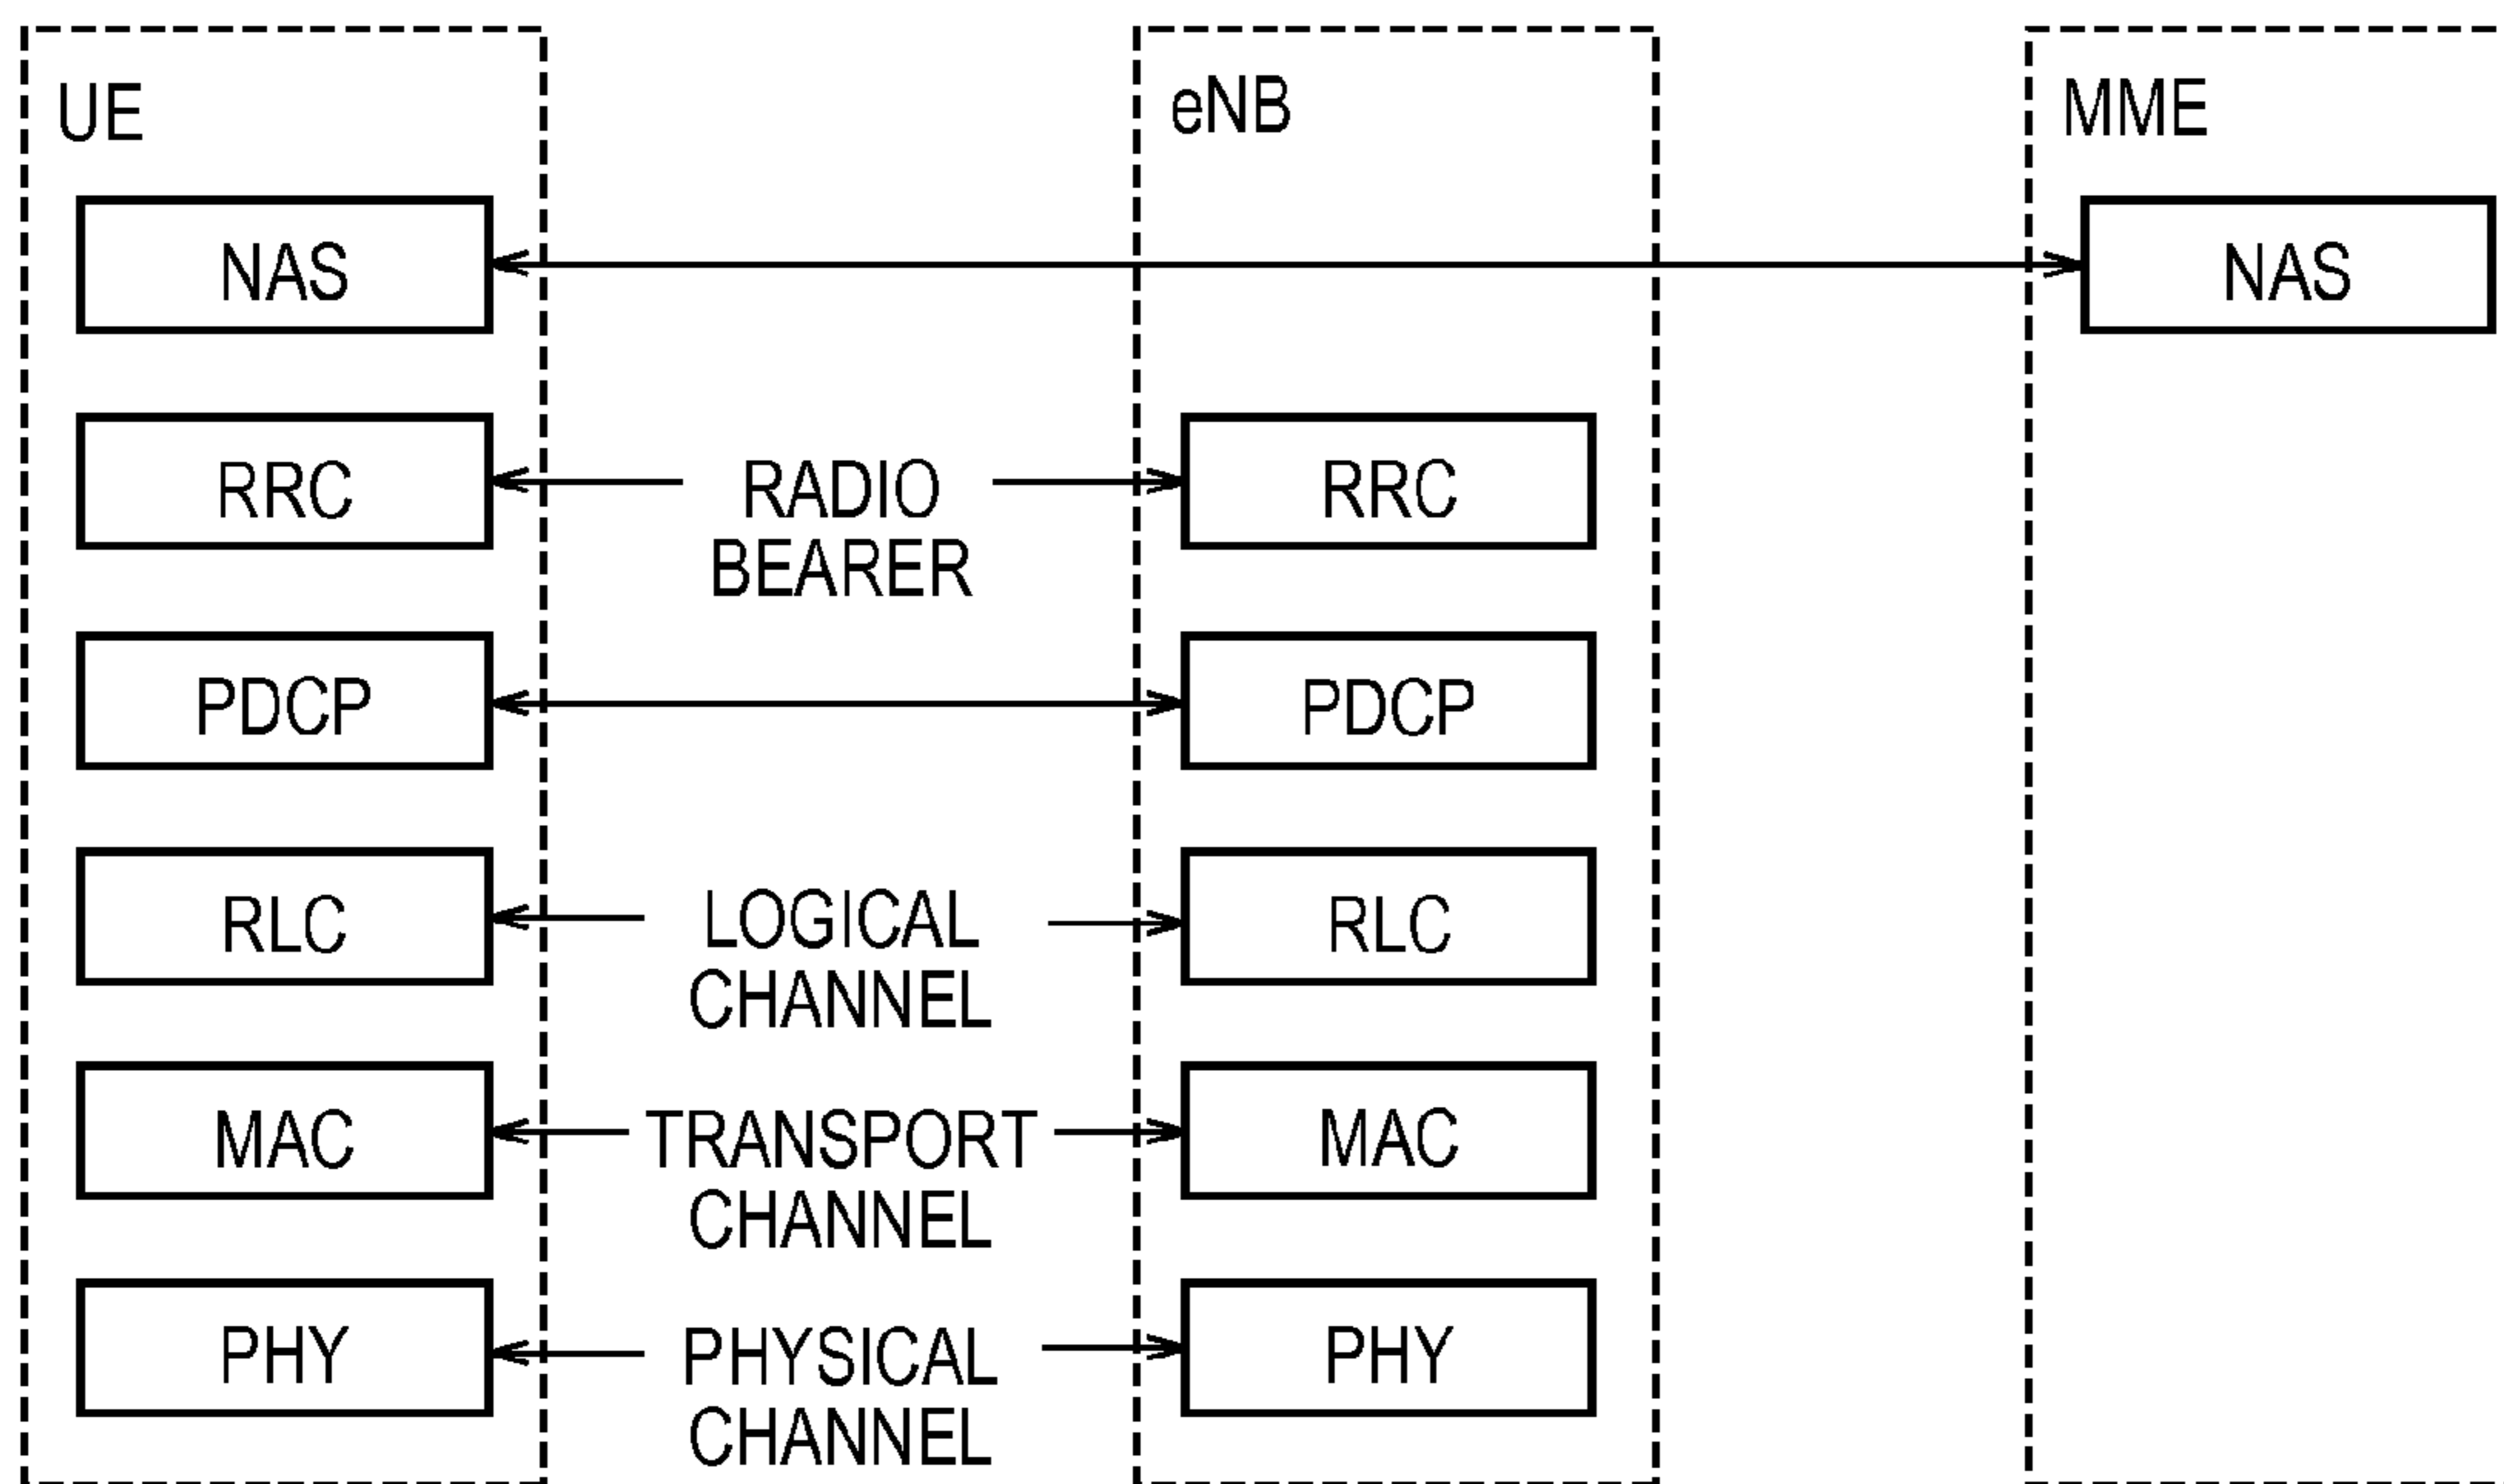 UE
eNB
MME
NAS
NAS
RRC
RADIO
BEARER
RRC
PDCP
PDCP
RLC
LOGICAL
CHANNEL
RLC
MAC
TRANSPORT
CHANNEL
MAC
PHY
PHYSICAL
CHANNEL
PHY